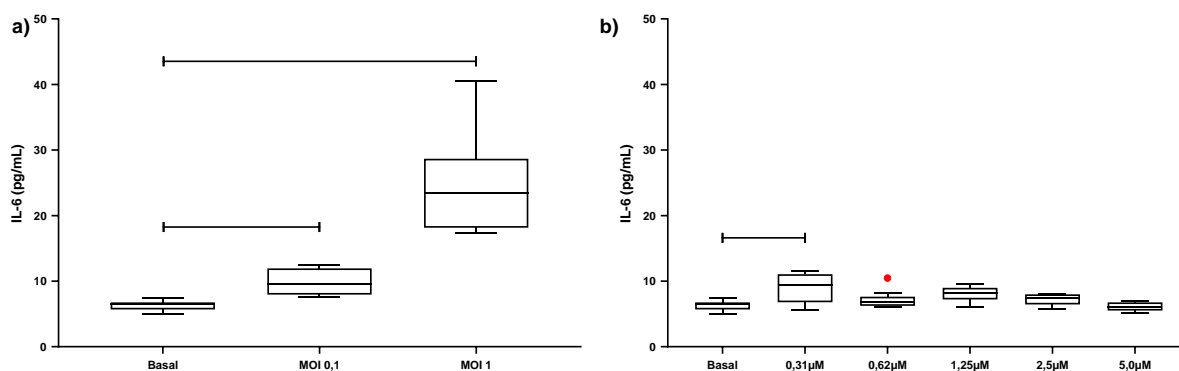 a)
IL-6 (pg/mL)
50
40
30
20
10
0
Basal
MOI 0,1
MOI 1
b)
IL-6 (pg/mL)
50
40
30
20
10
0
Basal
0,31µM
0,62µM
1,25µM
2,5µM
5,0µM